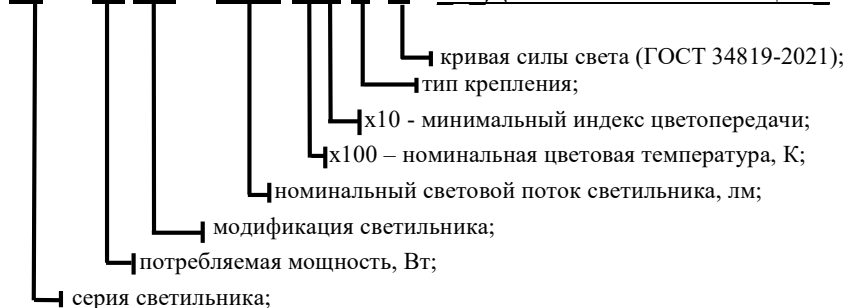 кривая силы света (ГОСТ 34819-2021);
тип крепления;
х10 - минимальный индекс цветопередачи;
х100 – номинальная цветовая температура, К;
номинальный световой поток светильника, лм;
модификация светильника;
потребляемая мощность, Вт;
серия светильника;